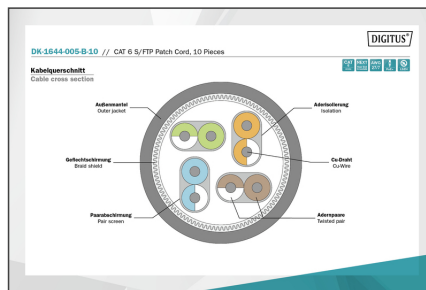 DIGITUS®
DK-1644-005-B-10 // CAT 6 S/FTP Patch Cord, 10 Pieces
Kabelquerschnitt
Cable cross section
Außenmantel
Outer jacket
Aderisolierung
Isolation
Geflechtschirmung
Braid shield
Cu-Draht
Cu-Wire
Paarabschirmung
Pair screen
Adernpaare
Twisted pair